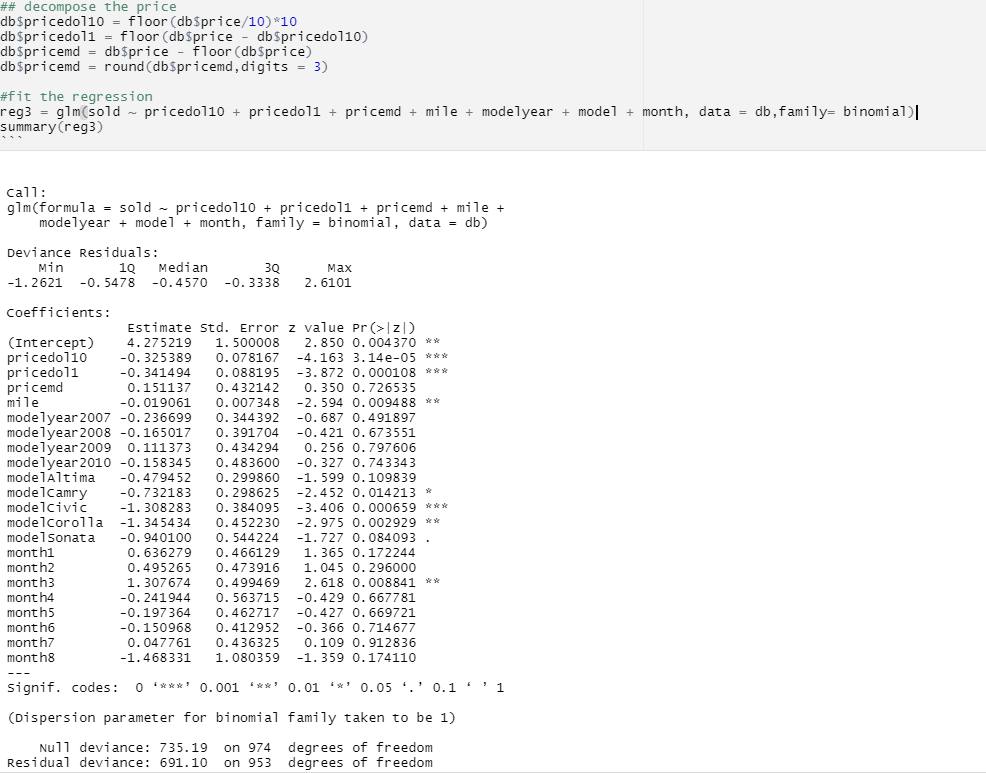 ## decompose the price
db$pricedol10 = floor(db$price/10)*10
db$pricedol1 = floor(db$price - db$pricedol10)
db$pricemd = db$price - floor(db$price)
db$pricemd = round(db$pricemd,digits = 3)
#fit the regression
reg3 = glm(sold ~ pricedol10 + pricedol1 + pricemd + mile + modelyear + model + month, data = db,family= binomial)
summary(reg3)
```
Call:
glm(formula = sold ~ pricedol10 + pricedol1 + pricemd + mile +
    modelyear + model + month, family = binomial, data = db)
Deviance Residuals:
    Min       1Q   Median       3Q      Max
-1.2621  -0.5478  -0.4570  -0.3338   2.6101
Coefficients:
               Estimate Std. Error z value Pr(>|z|)
(Intercept)    4.275219   1.500008   2.850 0.004370 **
pricedol10    -0.325389   0.078167  -4.163 3.14e-05 ***
pricedol1     -0.341494   0.088195  -3.872 0.000108 ***
pricemd        0.151137   0.432142   0.350 0.726535
mile          -0.019061   0.007348  -2.594 0.009488 **
modelyear2007 -0.236699   0.344392  -0.687 0.491897
modelyear2008 -0.165017   0.391704  -0.421 0.673551
modelyear2009  0.111373   0.434294   0.256 0.797606
modelyear2010 -0.158345   0.483600  -0.327 0.743343
modelAltima   -0.479452   0.299860  -1.599 0.109839
modelCamry    -0.732183   0.298625  -2.452 0.014213 *
modelCivic    -1.308283   0.384095  -3.406 0.000659 ***
modelCorolla  -1.345434   0.452230  -2.975 0.002929 **
modelSonata   -0.940100   0.544224  -1.727 0.084093 .
month1         0.636279   0.466129   1.365 0.172244
month2         0.495265   0.473916   1.045 0.296000
month3         1.307674   0.499469   2.618 0.008841 **
month4        -0.241944   0.563715  -0.429 0.667781
month5        -0.197364   0.462717  -0.427 0.669721
month6        -0.150968   0.412952  -0.366 0.714677
month7         0.047761   0.436325   0.109 0.912836
month8        -1.468331   1.080359  -1.359 0.174110
---
Signif. codes:  0 ‘***’ 0.001 ‘**’ 0.01 ‘*’ 0.05 ‘.’ 0.1 ‘ ’ 1
(Dispersion parameter for binomial family taken to be 1)
    Null deviance: 735.19  on 974  degrees of freedom
Residual deviance: 691.10  on 953  degrees of freedom